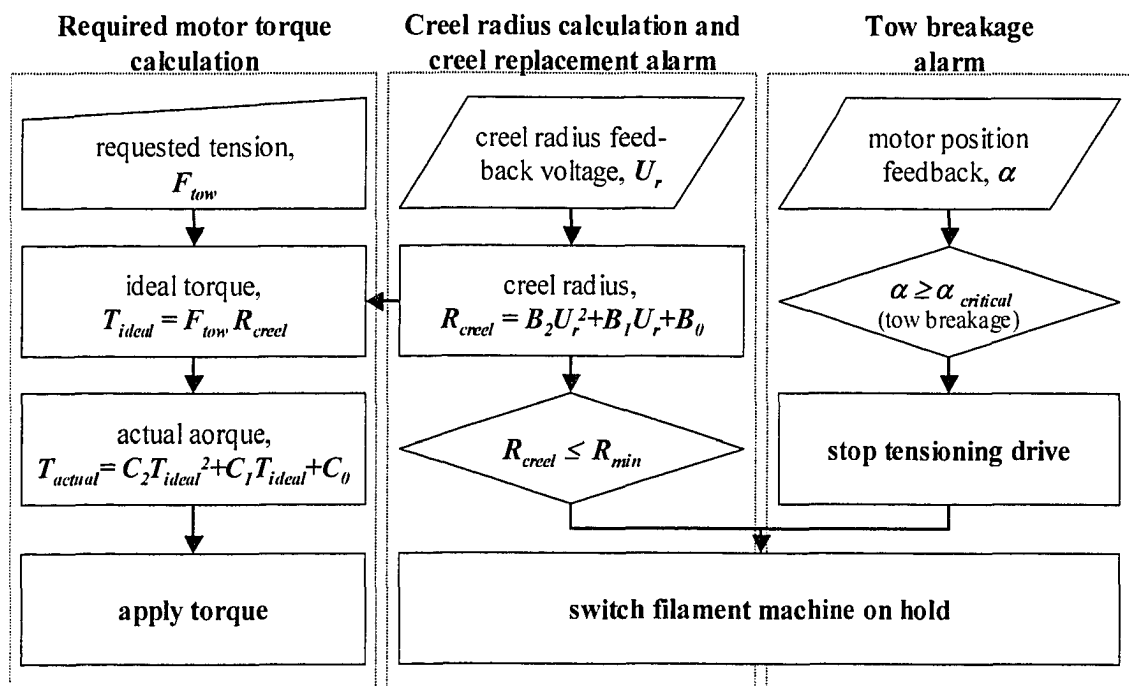 Required motor torque
calculation
requested tension,
F_tow
ideal torque,
T_ideal = F_tow R_creel
actual aorque,
T_actual = C_2T_ideal^2+C_1T_ideal+C_0
apply torque
Creel radius calculation and
creel replacement alarm
creel radius feed-
back voltage, U_r
creel radius,
R_creel = B_2U_r^2+B_1U_r+B_0
R_creel ≤ R_min
Tow breakage
alarm
motor position
feedback, α
α ≥ α_critical
(tow breakage)
stop tensioning drive
switch filament machine on hold